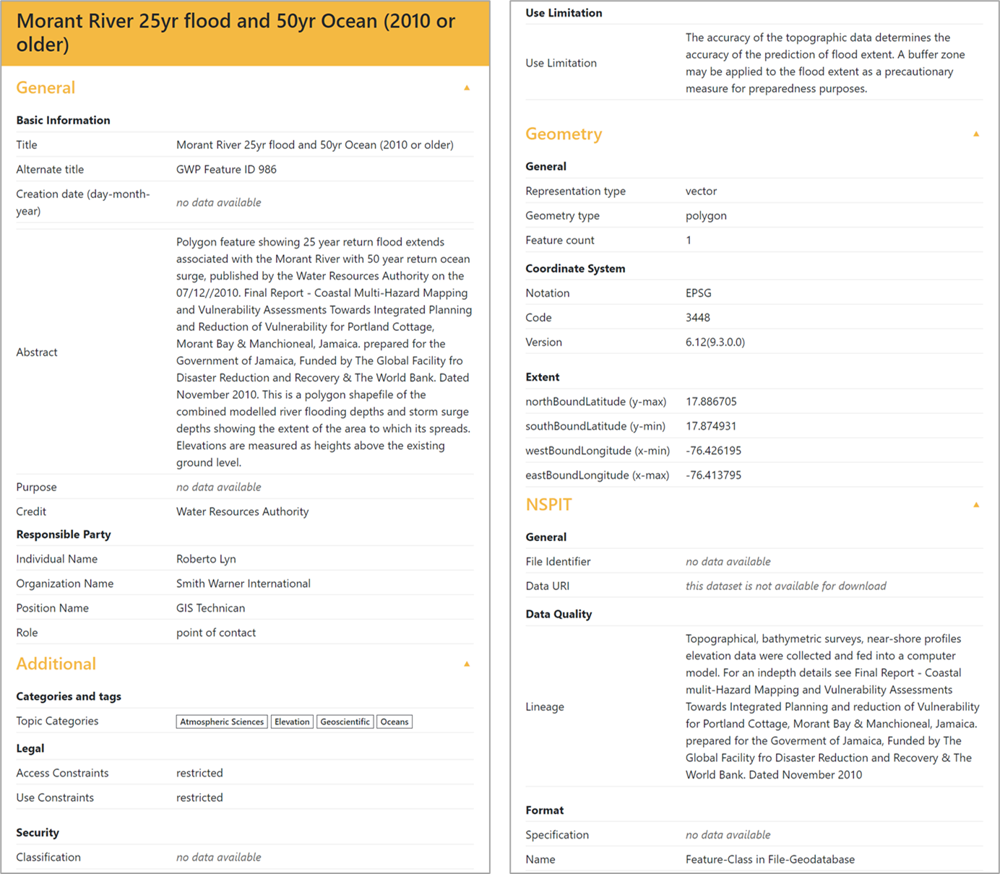 Morant River 25yr flood and 50yr Ocean (2010 or
older)
General
Basic Information
Title Morant River 25yr flood and 50yr Ocean (2010 or older)
Alternate title GWP Feature ID 986
Creation date (day-month-
year) no data available
Abstract
Polygon feature showing 25 year return flood extends
associated with the Morant River with 50 year return ocean
surge, published by the Water Resources Authority on the
07/12//2010. Final Report - Coastal Multi-Hazard Mapping
and Vulnerability Assessments Towards Integrated Planning
and Reduction of Vulnerability for Portland Cottage,
Morant Bay & Manchioneal, Jamaica. prepared for the
Government of Jamaica, Funded by The Global Facility fro
Disaster Reduction and Recovery & The World Bank. Dated
November 2010. This is a polygon shapefile of the
combined modelled river flooding depths and storm surge
depths showing the extent of the area to which its spreads.
Elevations are measured as heights above the existing
ground level.
Purpose no data available
Credit Water Resources Authority
Responsible Party
Individual Name Roberto Lyn
Organization Name Smith Warner International
Position Name GIS Technican
Role point of contact
Additional
Categories and tags
Topic Categories Atmospheric Sciences Elevation Geoscientific Oceans
Legal
Access Constraints restricted
Use Constraints restricted
Security
Classification no data available
Use Limitation
Use Limitation
The accuracy of the topographic data determines the
accuracy of the prediction of flood extent. A buffer zone
may be applied to the flood extent as a precautionary
measure for preparedness purposes.
Geometry
General
Representation type vector
Geometry type polygon
Feature count 1
Coordinate System
Notation EPSG
Code 3448
Version 6.12(9.3.0.0)
Extent
northBoundLatitude (y-max) 17.886705
southBoundLatitude (y-min) 17.874931
westBoundLongitude (x-min) -76.426195
eastBoundLongitude (x-max) -76.413795
NSPIT
General
File Identifier no data available
Data URI this dataset is not available for download
Data Quality
Lineage
Topographical, bathymetric surveys, near-shore profiles
elevation data were collected and fed into a computer
model. For an indepth details see Final Report - Coastal
mulit-Hazard Mapping and Vulnerability Assessments
Towards Integrated Planning and reduction of Vulnerability
for Portland Cottage, Morant Bay & Manchioneal, Jamaica.
prepared for the Goverment of Jamaica, Funded by The
Global Facility fro Disaster Reduction and Recovery & The
World Bank. Dated November 2010
Format
Specification no data available
Name Feature-Class in File-Geodatabase